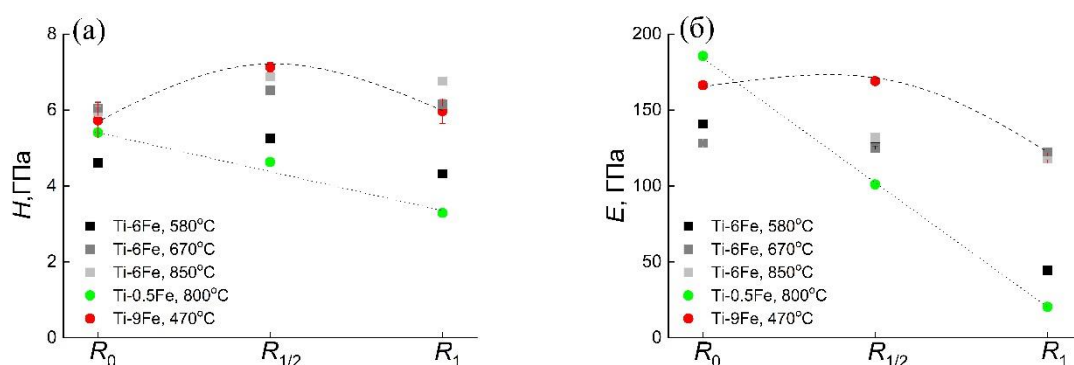 (а)
8
6
4
2
0
H,ГПа
Ti-6Fe, 580°C
Ti-6Fe, 670°C
Ti-6Fe, 850°C
Ti-0.5Fe, 800°C
Ti-9Fe, 470°C
R0 R1/2 R1
(б)
200
150
100
50
0
E, ГПа
Ti-6Fe, 580°C
Ti-6Fe, 670°C
Ti-6Fe, 850°C
Ti-0.5Fe, 800°C
Ti-9Fe, 470°C
R0 R1/2 R1